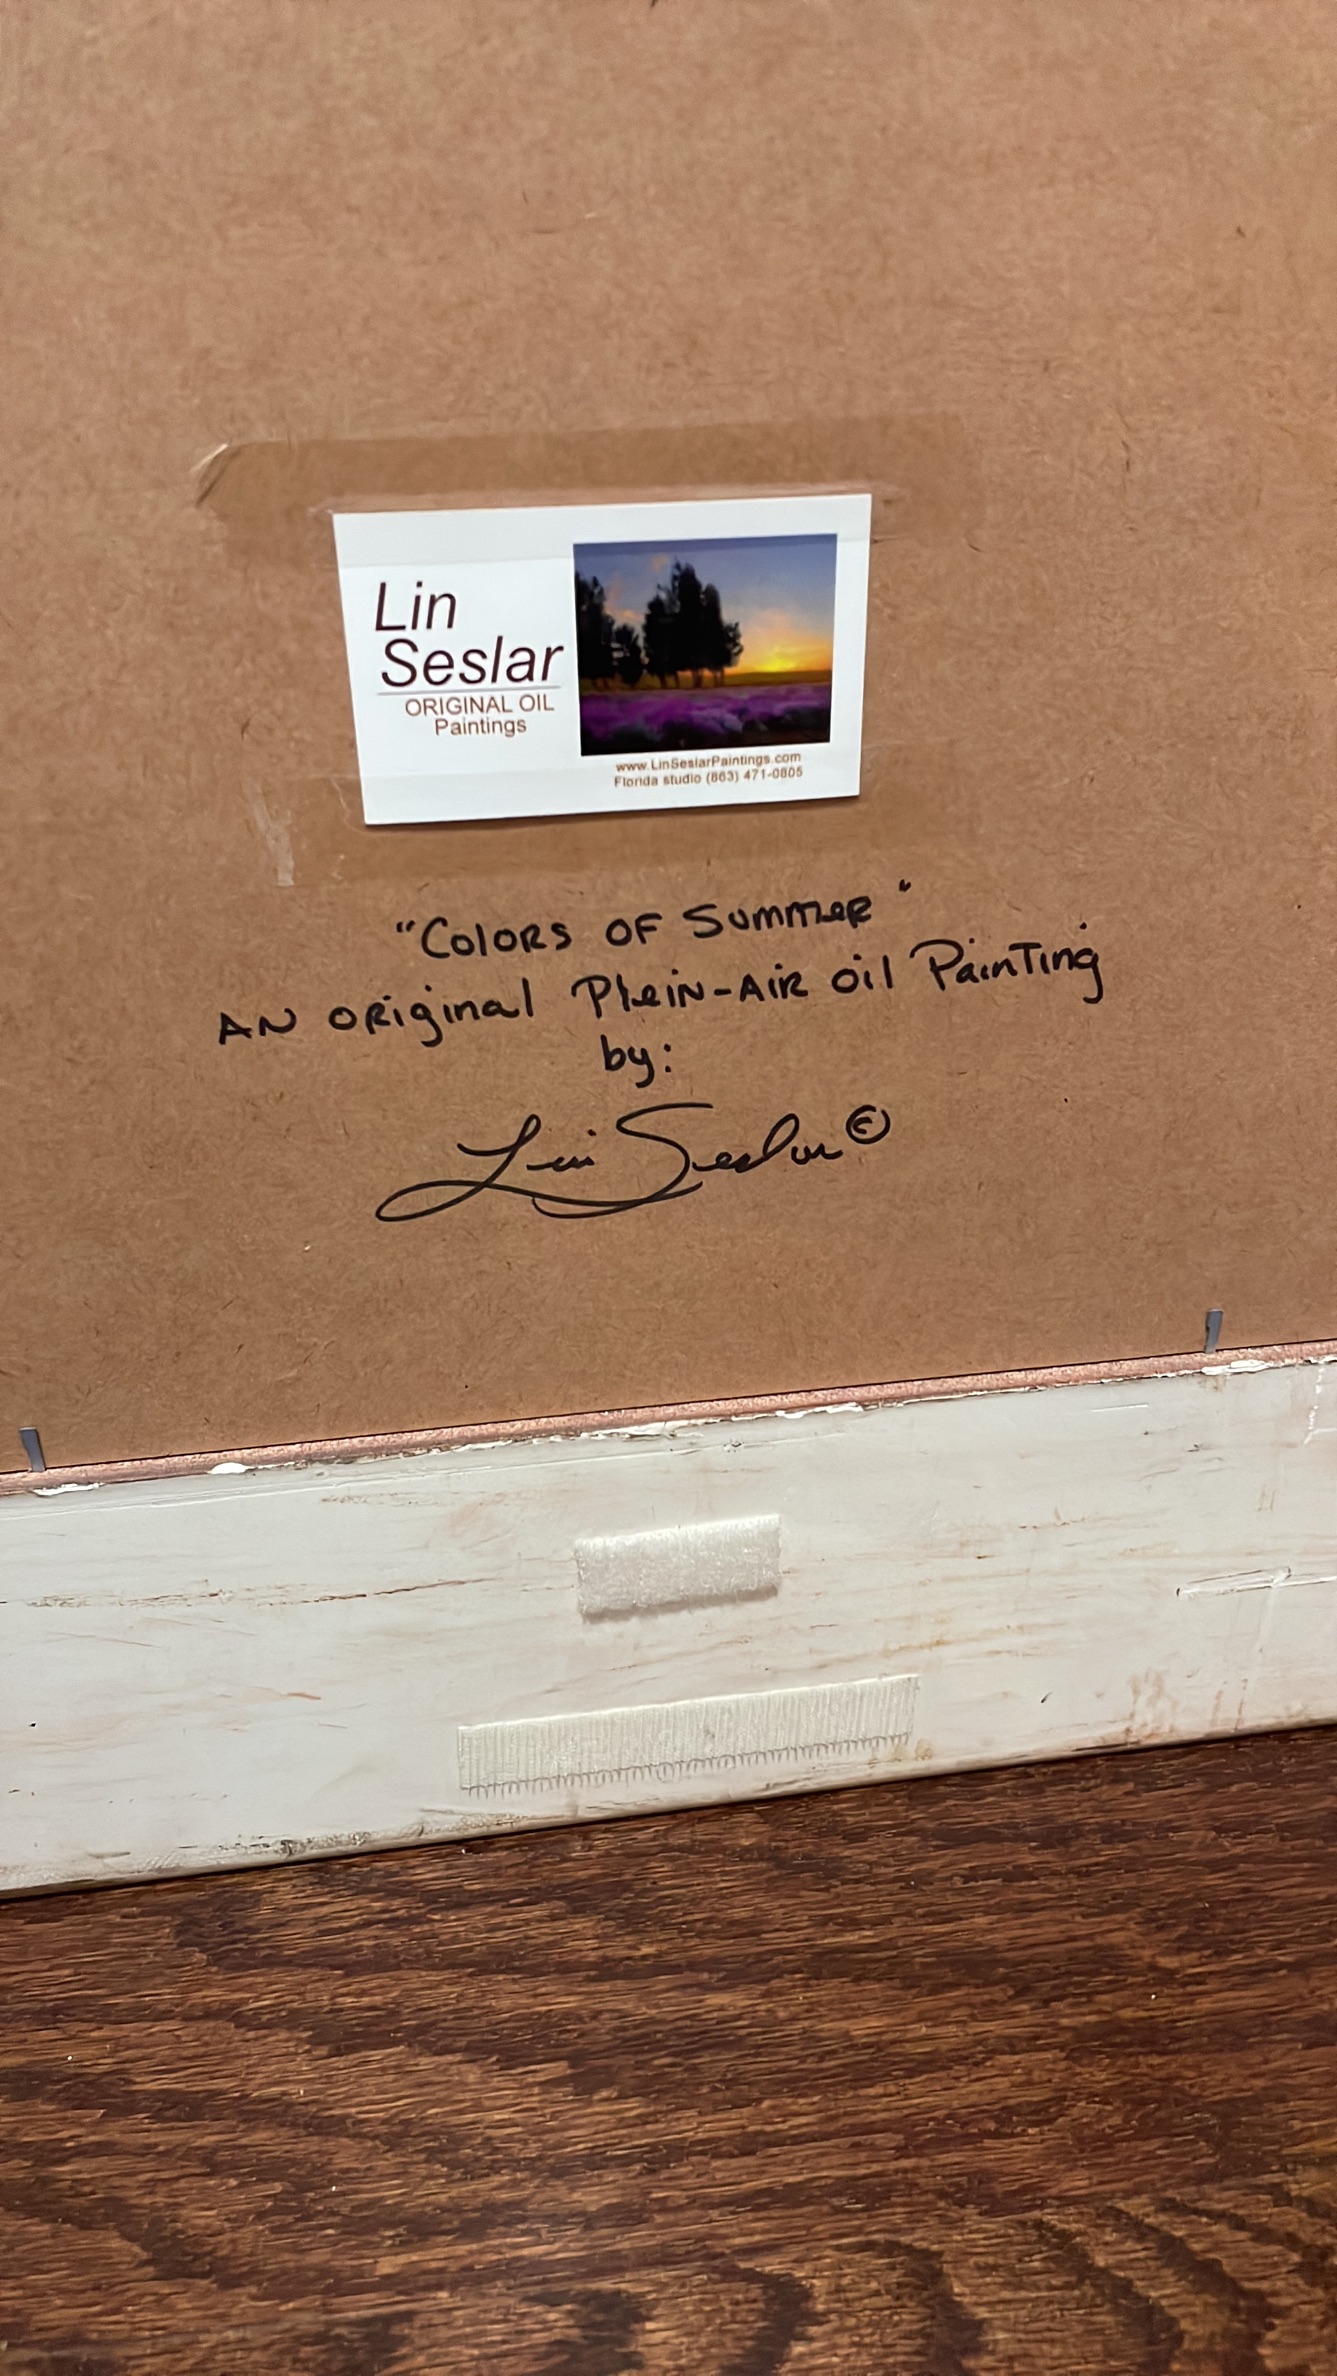 Lin
Seslar
ORIGINAL OIL
Paintings
www.LinSeslarPaintings.com
Florida studio (863) 471-0805
"Colors of Summer"
AN original Plein-Air oil Painting
by:
Lin Seslar ©